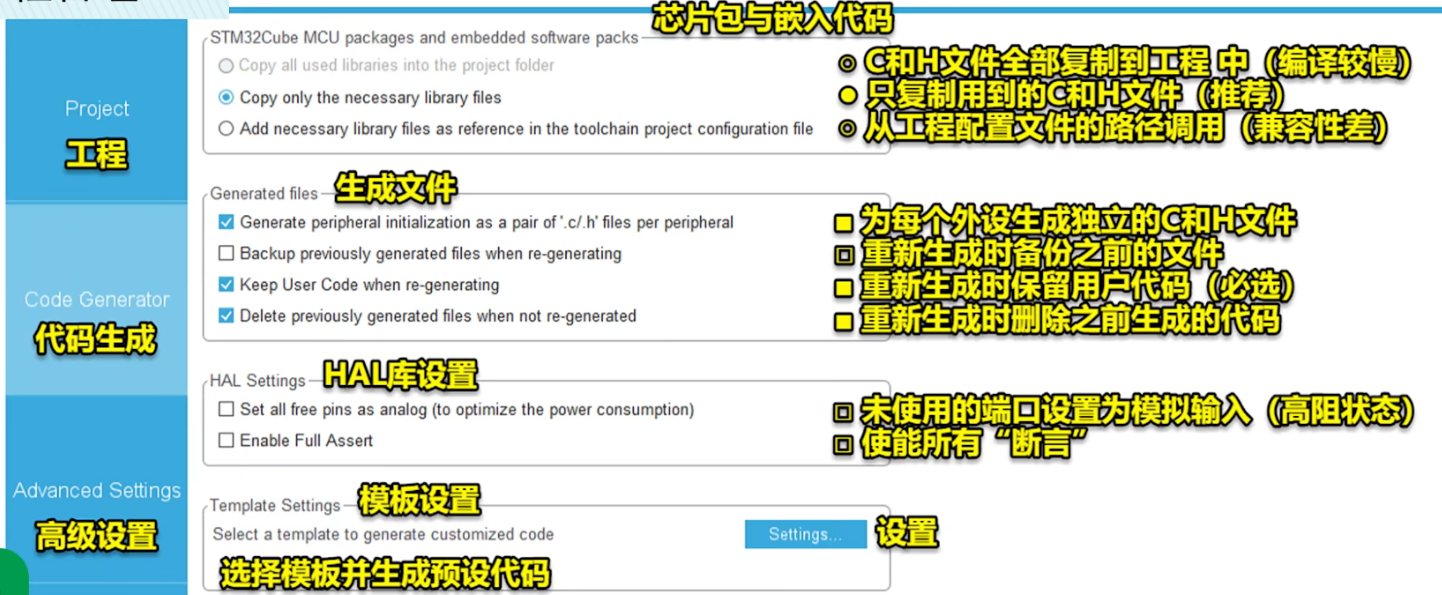 芯片包与嵌入代码
STM32Cube MCU packages and embedded software packs
Copy all used libraries into the project folder
◎ C和H文件全部复制到工程 中（编译较慢）
Copy only the necessary library files
● 只复制用到的C和H文件（推荐）
Add necessary library files as reference in the toolchain project configuration file
◎ 从工程配置文件的路径调用（兼容性差）
Project
工程
Generated files
生成文件
Generate peripheral initialization as a pair of '.c/.h' files per peripheral
■ 为每个外设生成独立的C和H文件
Backup previously generated files when re-generating
回 重新生成时备份之前的文件
Keep User Code when re-generating
■ 重新生成时保留用户代码（必选）
Delete previously generated files when not re-generated
■ 重新生成时删除之前生成的代码
Code Generator
代码生成
HAL Settings
HAL库设置
Set all free pins as analog (to optimize the power consumption)
回 未使用的端口设置为模拟输入（高阻状态）
Enable Full Assert
回 使能所有“断言”
Advanced Settings
高级设置
Template Settings
模板设置
Select a template to generate customized code
Settings...
设置
选择模板并生成预设代码